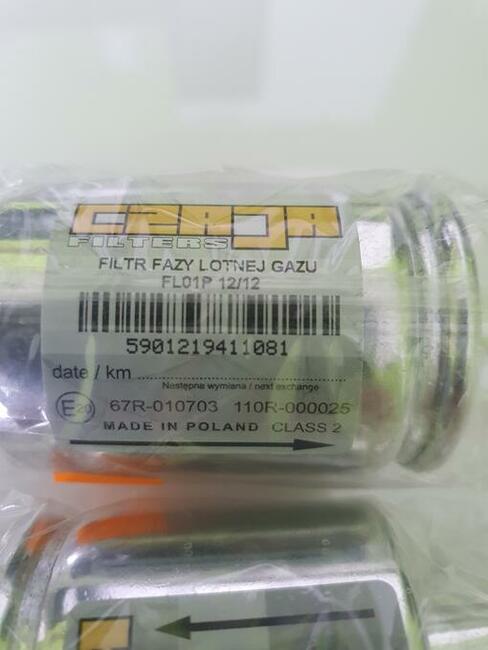 CZAJA
FILTERS
FILTR FAZY LOTNEJ GAZU
FL01P 12/12
5901219411081
date / km
Następna wymiana / next exchange
E20 67R-010703 110R-000025
MADE IN POLAND CLASS 2